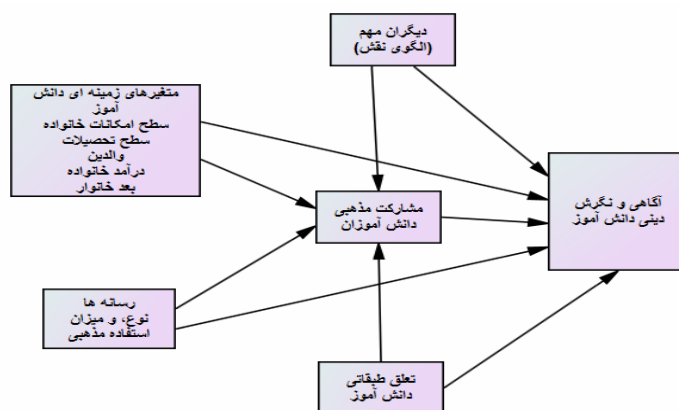 دیگران مهم
(الگوی نقش)
متغیرهای زمینه ای دانش
آموز
سطح امکانات خانواده
سطح تحصیلات
والدین
درآمد خانواده
بعد خانوار
مشارکت مذهبی
دانش آموزان
آگاهی و نگرش
دینی دانش آموز
رسانه ها
نوع، و میزان
استفاده مذهبی
تعلق طبقاتی
دانش آموز